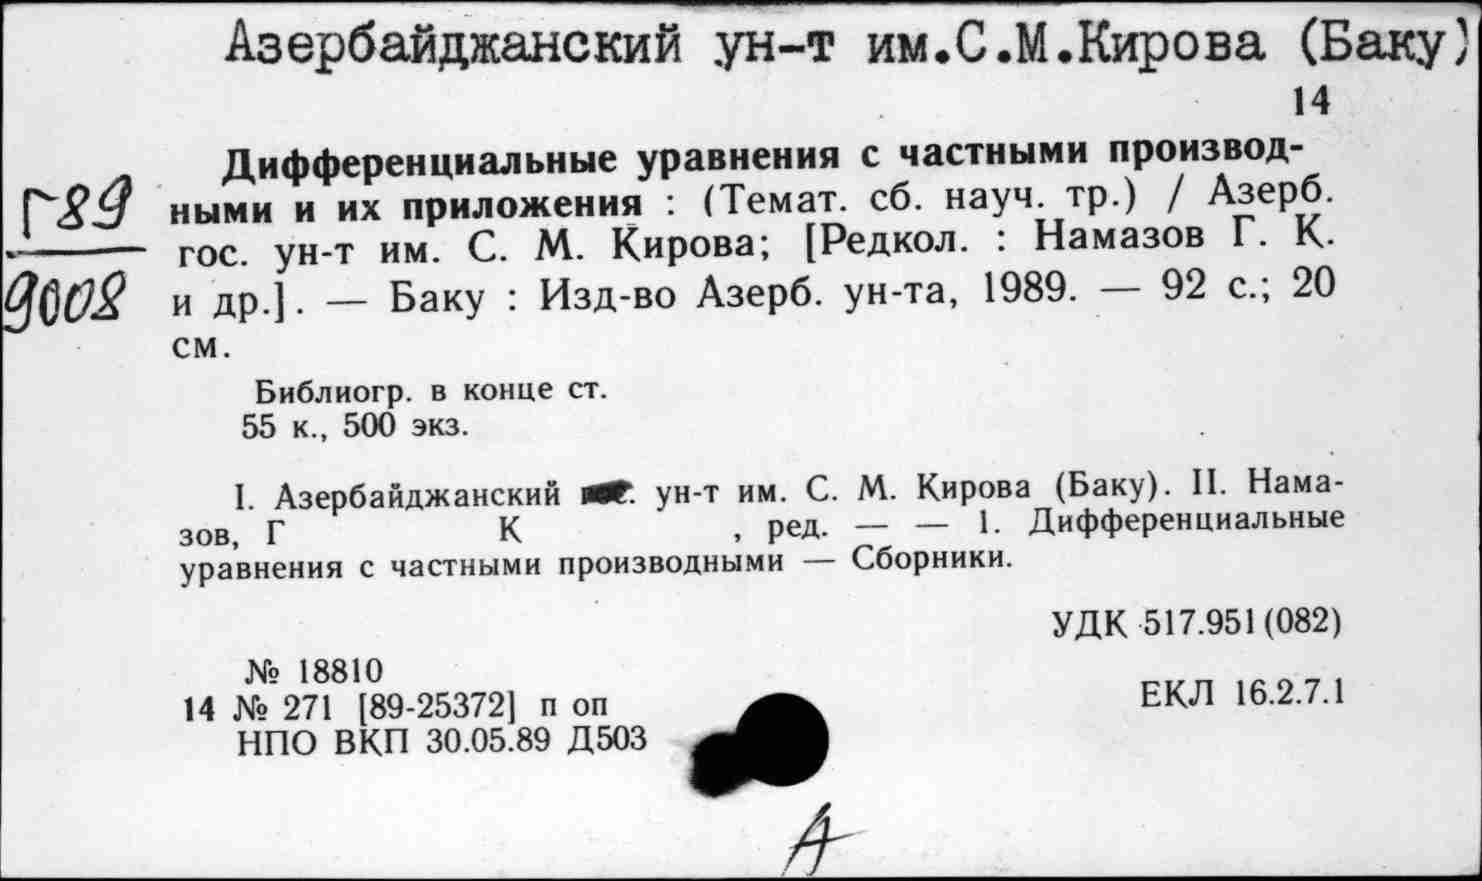 Азербайджанский ун-т им.С.М.Кирова (Баку)
14
Г89
9008
Дифференциальные уравнения с частными производ-
ными и их приложения : (Темат. сб. науч. тр.) / Азерб.
гос. ун-т им. С. М. Кирова; [Редкол. : Намазов Г. К.
и др.]. — Баку : Изд-во Азерб. ун-та, 1989. — 92 с.; 20
см.
Библиогр. в конце ст.
55 к., 500 экз.
I. Азербайджанский ун-т им. С. М. Кирова (Баку). II. Нама-
зов, Г К , ред. — — 1. Дифференциальные
уравнения с частными производными — Сборники.
УДК 517.951(082)
№ 18810
14 № 271 [89-25372] п оп
ЕКЛ 16.2.7.1
НПО ВКП 30.05.89 Д503
А